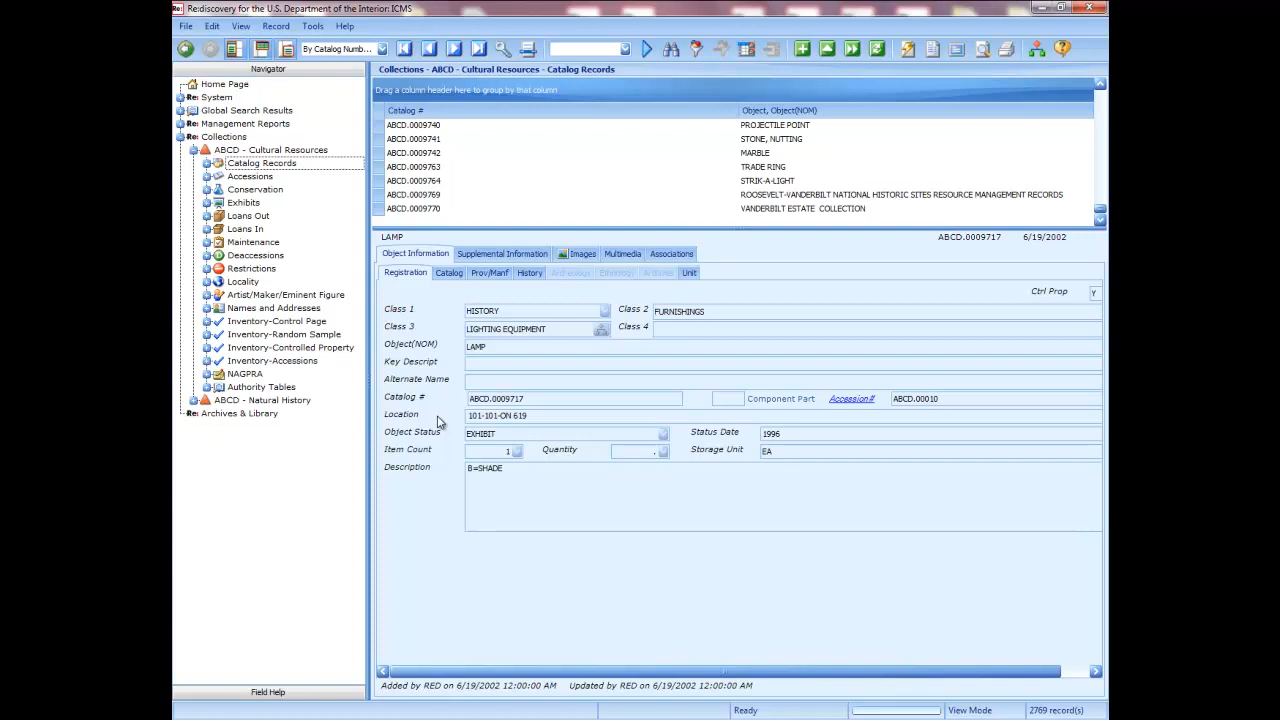 Re: Re:discovery for the U.S. Department of the Interior: ICMS
File Edit View Record Tools Help
By Catalog Numb...
Navigator
Home Page
Re: System
Global Search Results
Re: Management Reports
Re: Collections
ABCD - Cultural Resources
Catalog Records
Accessions
Conservation
Exhibits
Loans Out
Loans In
Maintenance
Deaccessions
Restrictions
Locality
Artist/Maker/Eminent Figure
Names and Addresses
Inventory-Control Page
Inventory-Random Sample
Inventory-Controlled Property
Inventory-Accessions
NAGPRA
Authority Tables
ABCD - Natural History
Re: Archives & Library
Field Help
Collections - ABCD - Cultural Resources - Catalog Records
Drag a column header here to group by that column
Catalog # Object, Object(NOM)
ABCD.0009740 PROJECTILE POINT
ABCD.0009741 STONE, NUTTING
ABCD.0009742 MARBLE
ABCD.0009763 TRADE RING
ABCD.0009764 STRIK-A-LIGHT
ABCD.0009769 ROOSEVELT-VANDERBILT NATIONAL HISTORIC SITES RESOURCE MANAGEMENT RECORDS
ABCD.0009770 VANDERBILT ESTATE COLLECTION
LAMP ABCD.0009717 6/19/2002
Object Information Supplemental Information Images Multimedia Associations
Registration Catalog Prov/Manf History Archeology Ethnology Archives Unit
Ctrl Prop Y
Class 1 HISTORY Class 2 FURNISHINGS
Class 3 LIGHTING EQUIPMENT Class 4
Object(NOM) LAMP
Key Descript
Alternate Name
Catalog # ABCD.0009717 Component Part Accession# ABCD.00010
Location 101-101-ON 619
Object Status EXHIBIT Status Date 1996
Item Count 1 Quantity . Storage Unit EA
Description B=SHADE
Added by RED on 6/19/2002 12:00:00 AM Updated by RED on 6/19/2002 12:00:00 AM
Ready View Mode 2769 record(s)